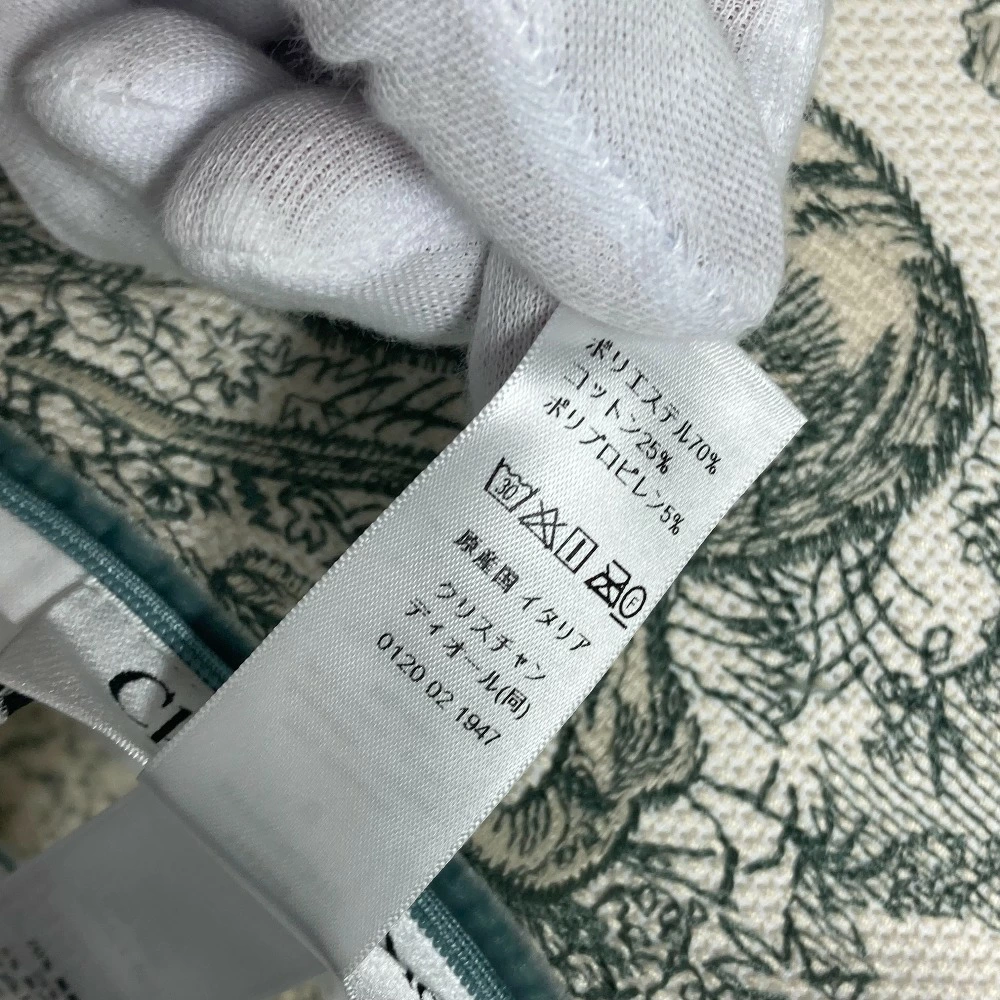 ポリエステル70%
コットン25%
ポリプロピレン5%
30
F
原産国 イタリア
クリスチャン
ディオール(同)
0120 02 1947